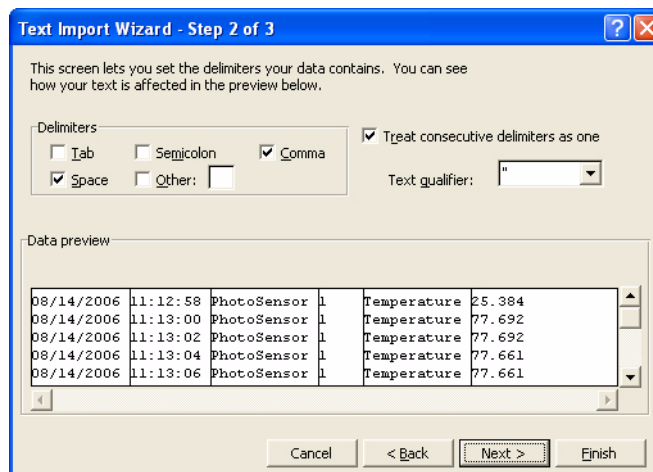 Text Import Wizard - Step 2 of 3
This screen lets you set the delimiters your data contains. You can see
how your text is affected in the preview below.
Delimiters
Tab Semicolon Comma
Space Other:
Treat consecutive delimiters as one
Text qualifier: "
Data preview
08/14/2006 11:12:58 PhotoSensor 1 Temperature 25.384
08/14/2006 11:13:00 PhotoSensor 1 Temperature 77.692
08/14/2006 11:13:02 PhotoSensor 1 Temperature 77.692
08/14/2006 11:13:04 PhotoSensor 1 Temperature 77.661
08/14/2006 11:13:06 PhotoSensor 1 Temperature 77.661
Cancel < Back Next > Finish